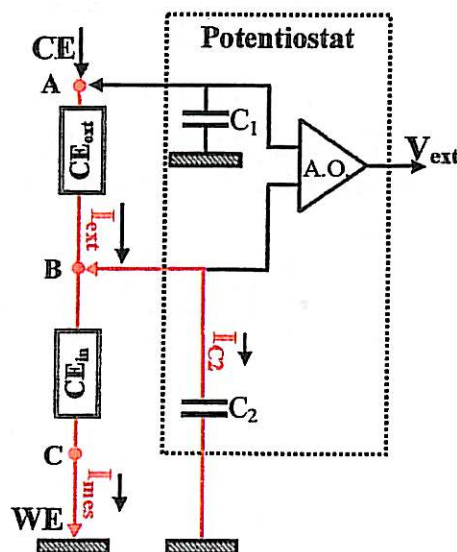 Potentiostat
CE
A
CEext
C1
A.O.
Vext
Iext
B
CEin
IC2
C2
C
Imes
WE